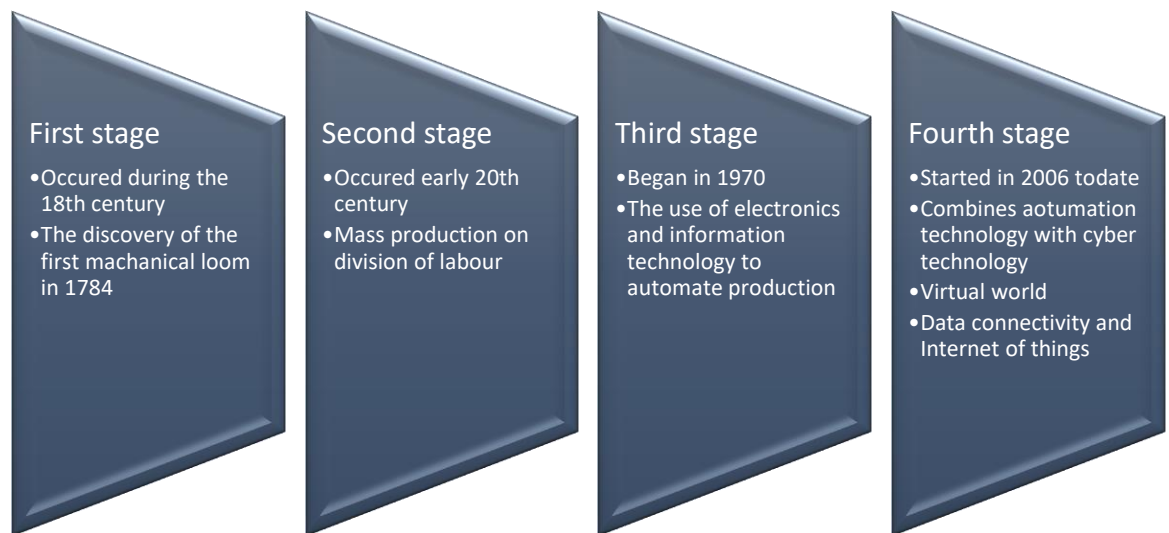 First stage
•Occured during the
18th century
•The discovery of the
first machanical loom
in 1784
Second stage
•Occured early 20th
century
•Mass production on
division of labour
Third stage
•Began in 1970
•The use of electronics
and information
technology to
automate production
Fourth stage
•Started in 2006 todate
•Combines aotumation
technology with cyber
technology
•Virtual world
•Data connectivity and
Internet of things